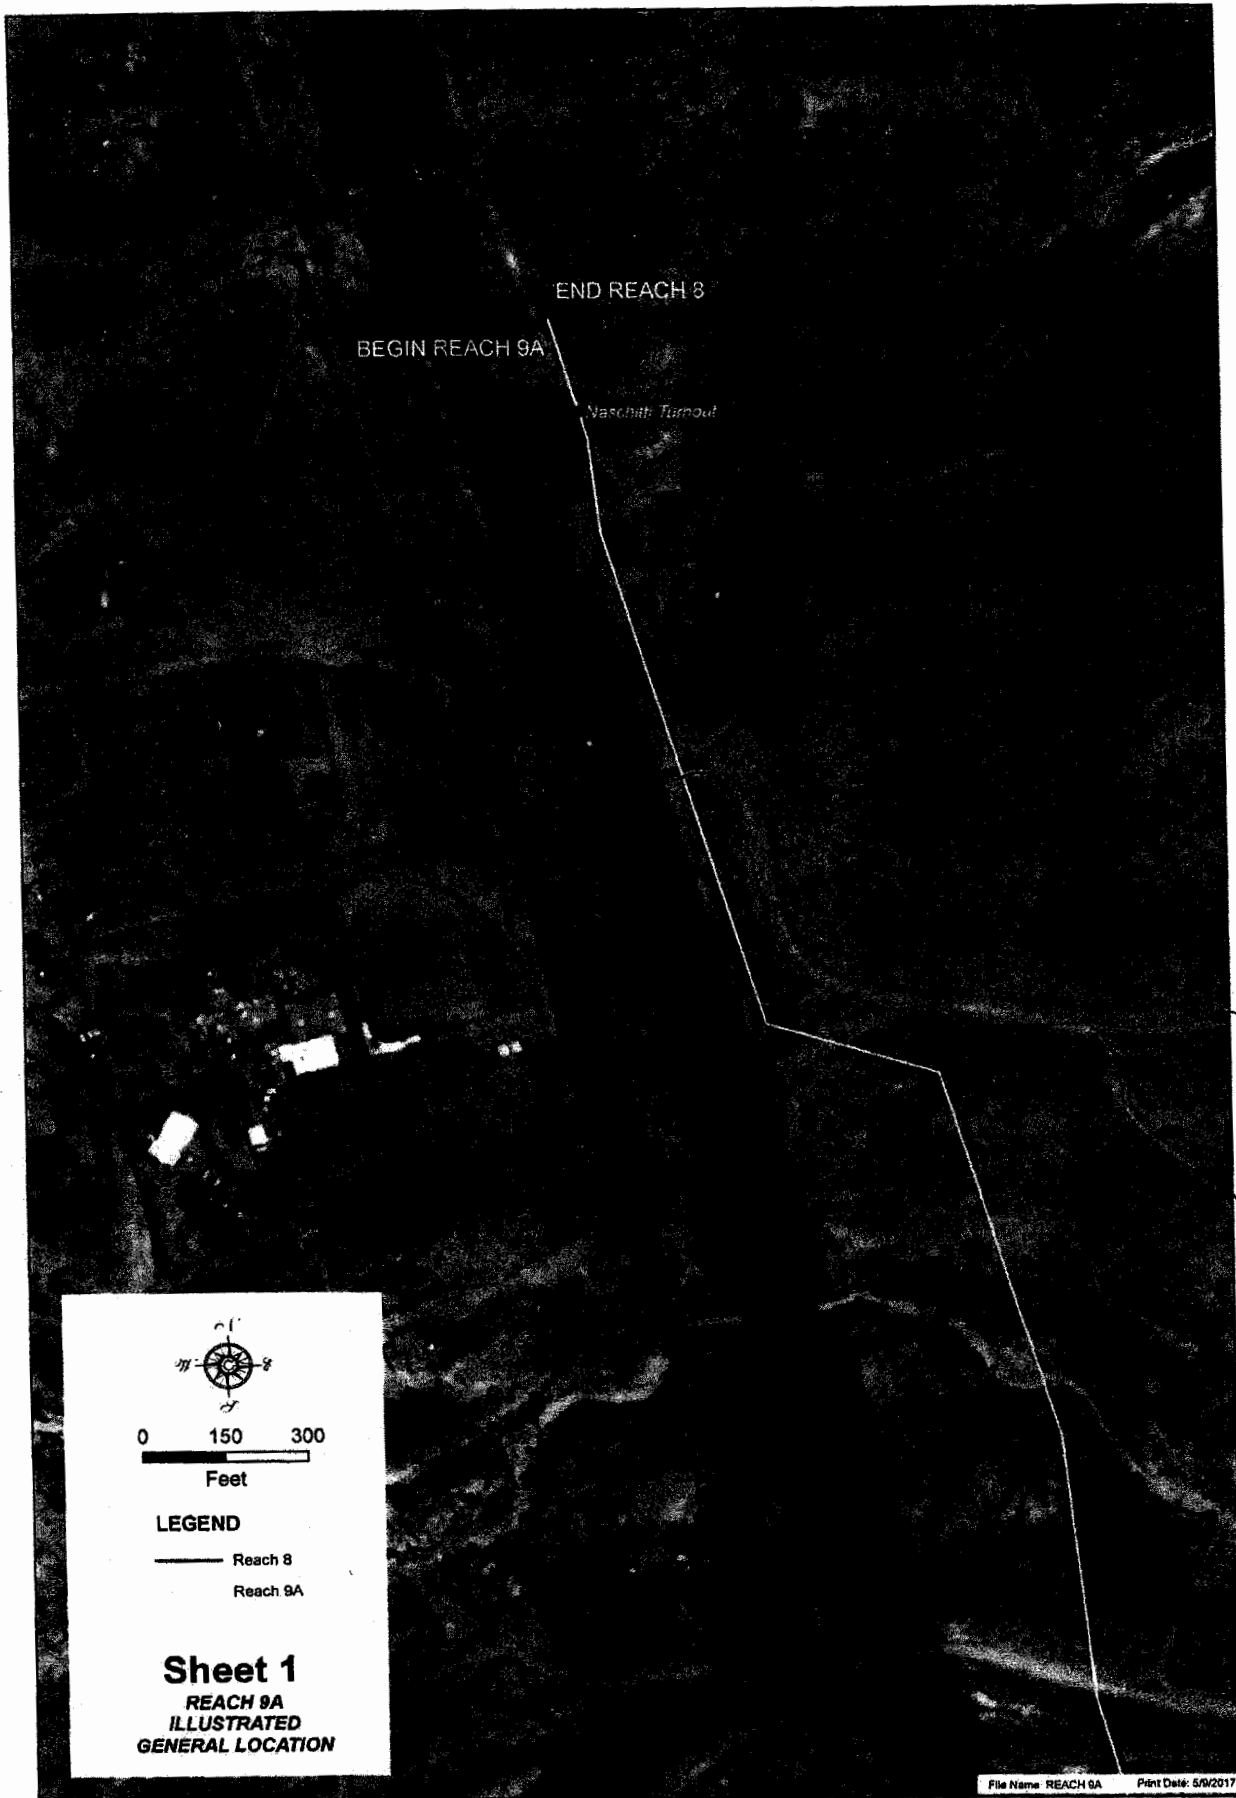 END REACH 8
BEGIN REACH 9A
Turnout
0 150 300
Feet
LEGEND
Reach 8
Reach 9A
Sheet 1
REACH 9A
ILLUSTRATED
GENERAL LOCATION
File Name: REACH 9A Print Date: 5/9/2017